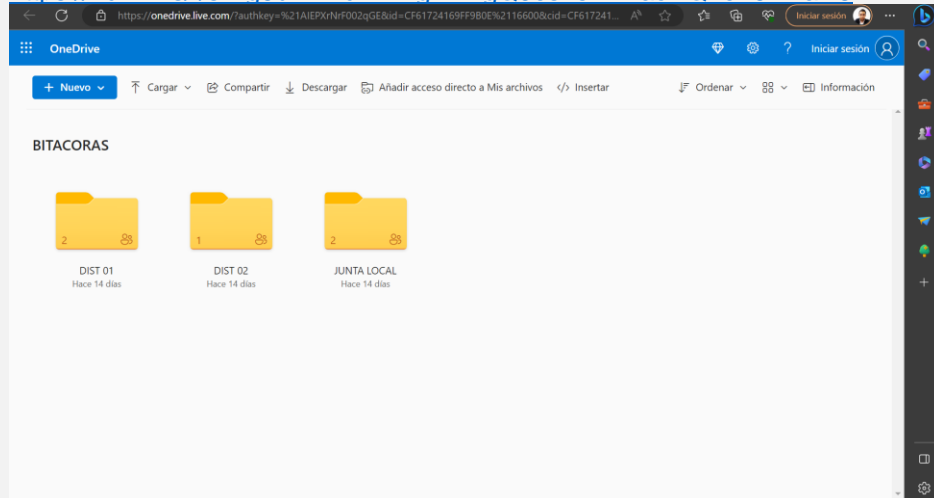 https://onedrive.live.com/?authkey=%21AIEPXrNrF002qGE&id=CF61724169FF9B0E%2116600&cid=CF617241... Iniciar sesión
OneDrive Iniciar sesión
+ Nuevo Cargar Compartir Descargar Añadir acceso directo a Mis archivos Insertar Ordenar Información
BITACORAS
2 1 2
DIST 01 DIST 02 JUNTA LOCAL
Hace 14 días Hace 14 días Hace 14 días